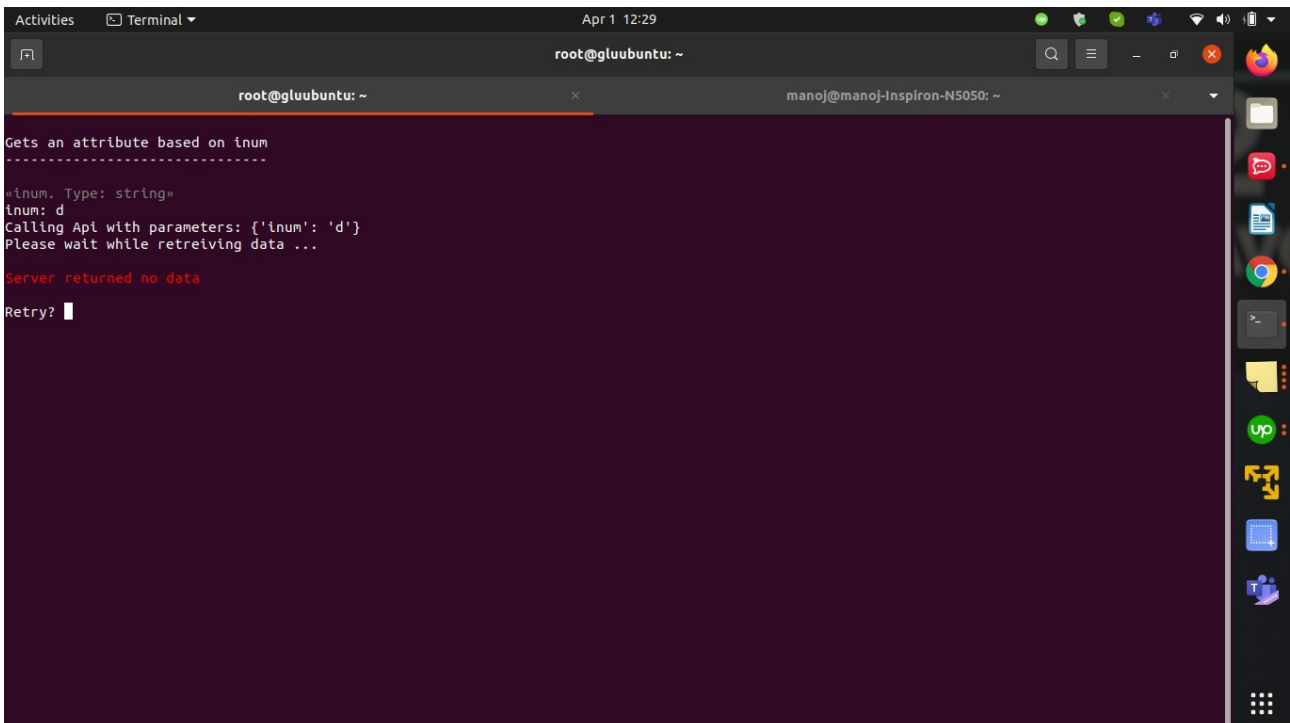 Activities
Terminal
Apr 1 12:29
root@gluubuntu: ~
root@gluubuntu: ~
manoj@manoj-Inspiron-N5050: ~
Gets an attribute based on inum
-------------------------------
«inum. Type: string»
inum: d
Calling Api with parameters: {'inum': 'd'}
Please wait while retreiving data ...
Server returned no data
Retry?
up
T